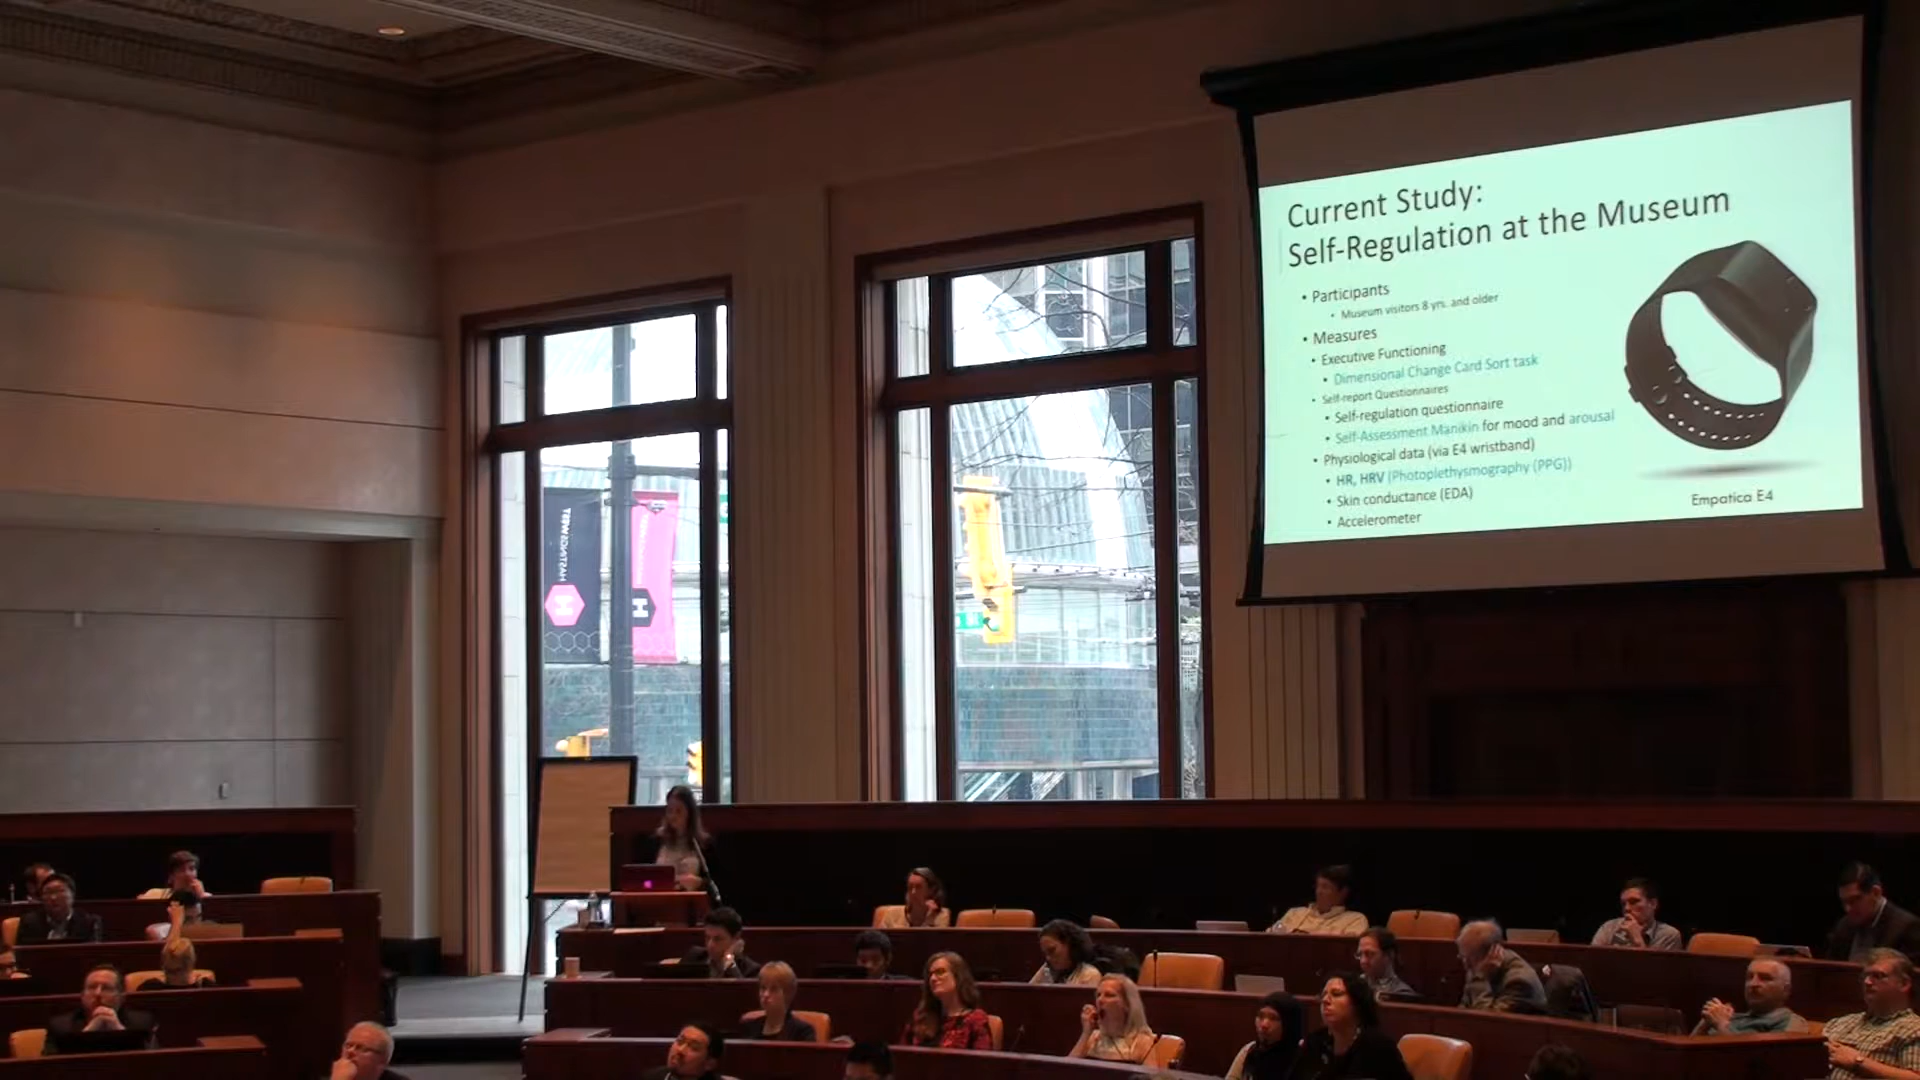 Current Study:
Self-Regulation at the Museum
• Participants
• Museum visitors 8 yrs. and older
• Measures
• Executive Functioning
• Dimensional Change Card Sort task
• Self-report Questionnaires
• Self-regulation questionnaire
• Self-Assessment Manikin for mood and arousal
• Physiological data (via E4 wristband)
• HR, HRV (Photoplethysmography (PPG))
• Skin conductance (EDA)
• Accelerometer
Empatica E4
HASTINGS WEST
H
H